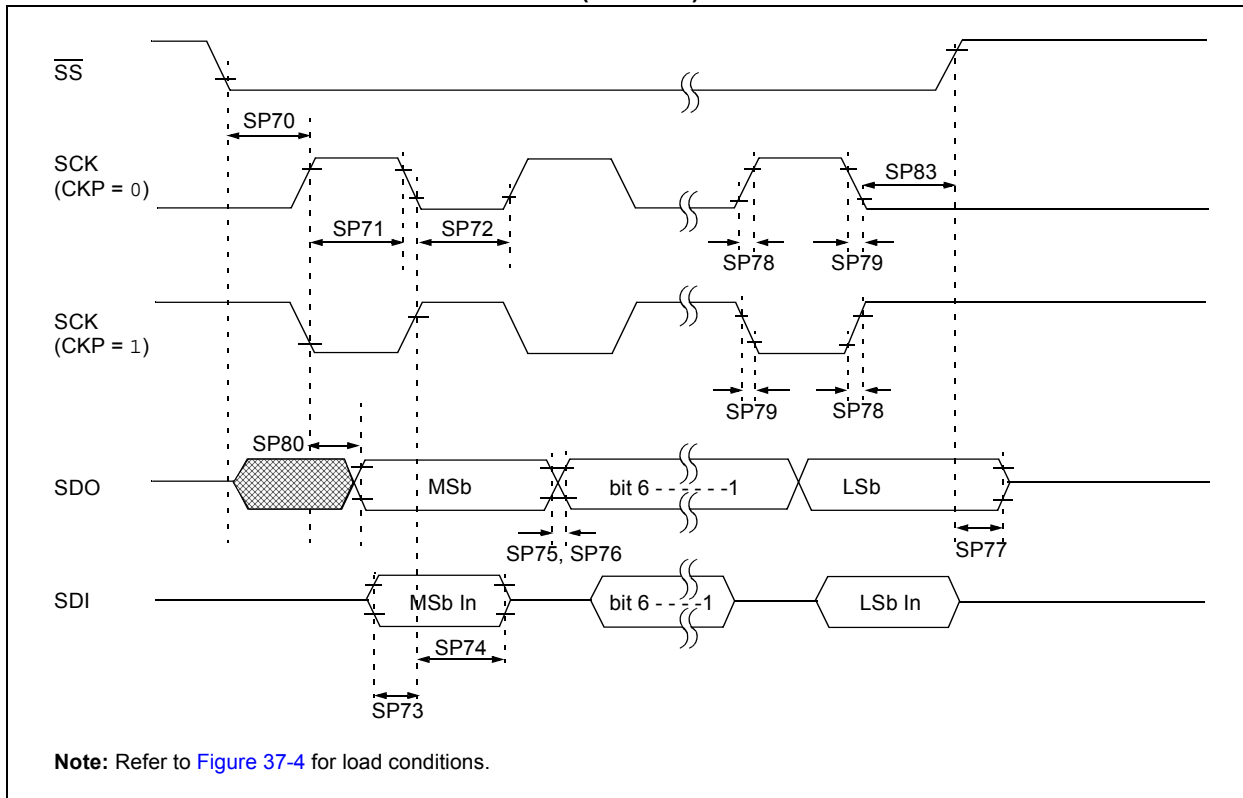 SS
SP70
SCK
(CKP = 0)
SP83
SP71
SP72
SP78
SP79
SCK
(CKP = 1)
SP79
SP78
SP80
SDO
MSb
bit 6 - - - - - -1
LSb
SP75, SP76
SP77
SDI
MSb In
bit 6 - - - -1
LSb In
SP74
SP73
Note: Refer to Figure 37-4 for load conditions.